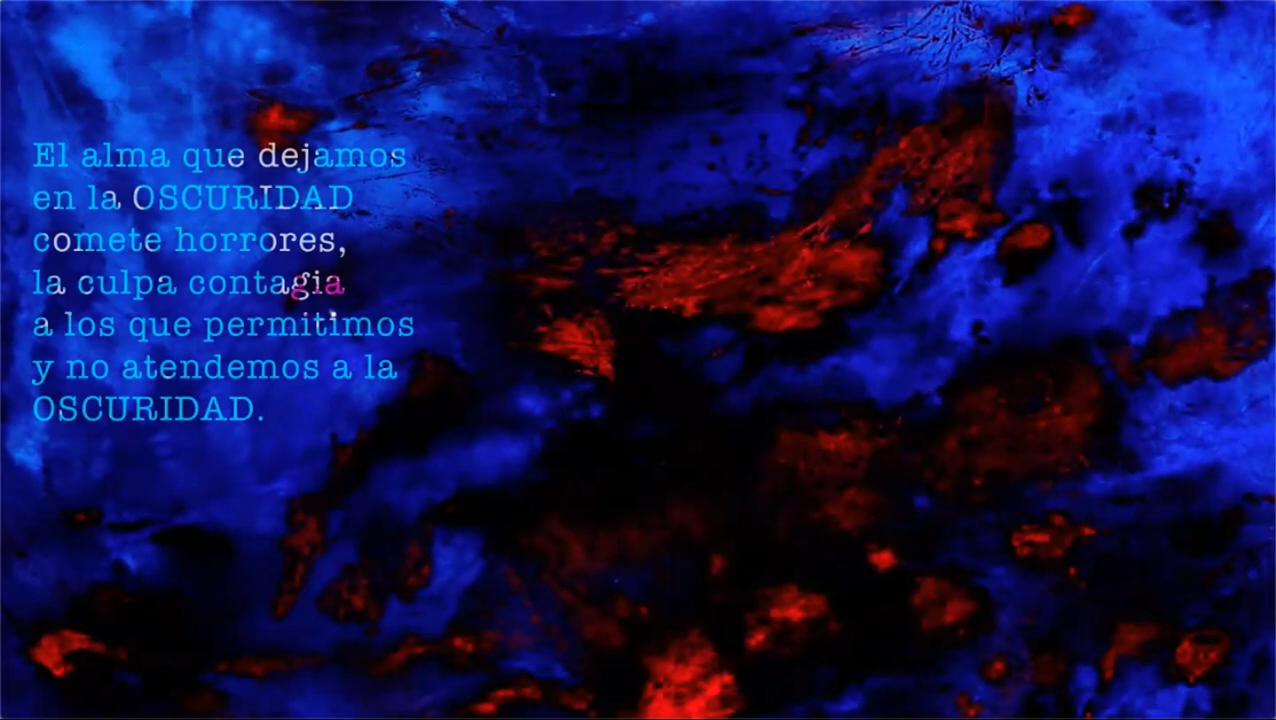 El alma que dejamos
en la OSCURIDAD
comete horrores,
la culpa contagia
a los que permitimos
y no atendemos a la
OSCURIDAD.